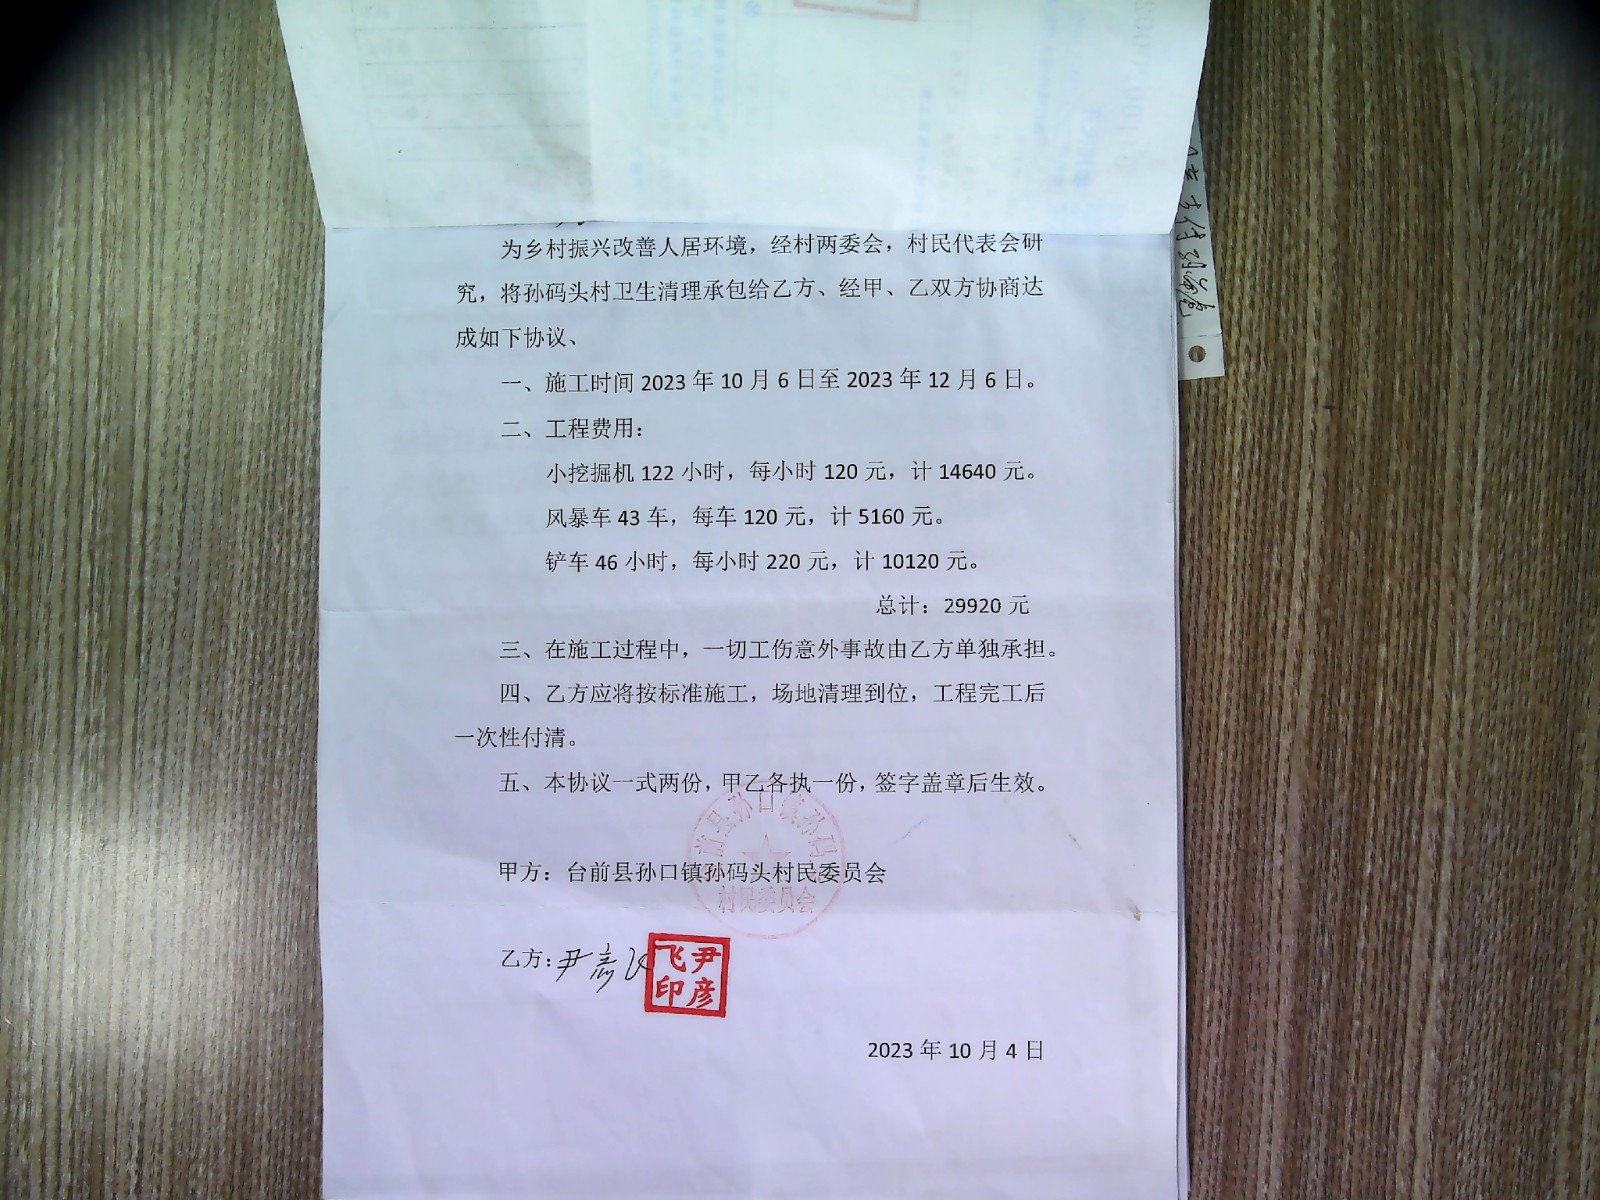 为乡村振兴改善人居环境，经村两委会，村民代表会研
究，将孙码头村卫生清理承包给乙方、经甲、乙双方协商达
成如下协议、
一、施工时间 2023 年 10 月 6 日至 2023 年 12 月 6 日。
二、工程费用：
小挖掘机 122 小时，每小时 120 元，计 14640 元。
风暴车 43 车，每车 120 元，计 5160 元。
铲车 46 小时，每小时 220 元，计 10120 元。
总计：29920 元
三、在施工过程中，一切工伤意外事故由乙方单独承担。
四、乙方应将按标准施工，场地清理到位，工程完工后
一次性付清。
五、本协议一式两份，甲乙各执一份，签字盖章后生效。
前县孙口镇孙码
甲方：台前县孙口镇孙码头村民委员会
村民委员会
乙方：尹彦飞
尹彦飞印
2023 年 10 月 4 日